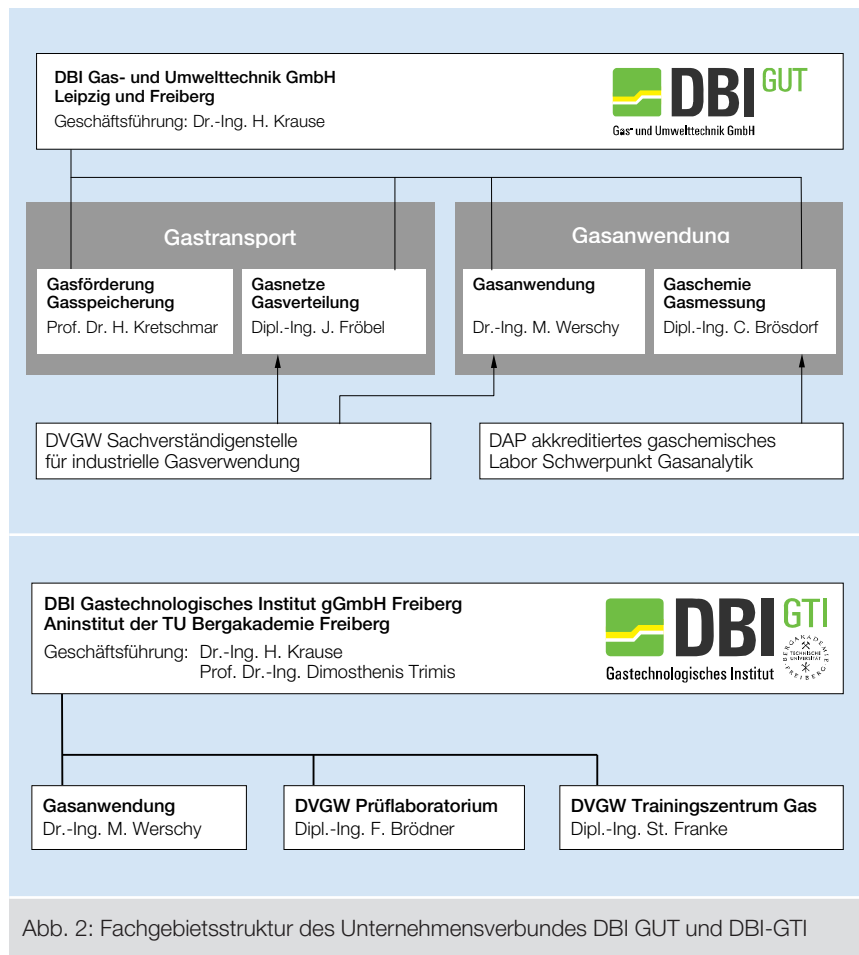 DBI Gas- und Umwelttechnik GmbH
Leipzig und Freiberg
Geschäftsführung: Dr.-Ing. H. Krause
DBI GUT
Gas- und Umwelttechnik GmbH
Gastransport
Gasanwendung
Gasförderung
Gasspeicherung
Prof. Dr. H. Kretschmar
Gasnetze
Gasverteilung
Dipl.-Ing. J. Fröbel
Gasanwendung
Dr.-Ing. M. Werschy
Gaschemie
Gasmessung
Dipl.-Ing. C. Brösdorf
DVGW Sachverständigenstelle
für industrielle Gasverwendung
DAP akkreditiertes gaschemisches
Labor Schwerpunkt Gasanalytik
DBI Gastechnologisches Institut gGmbH Freiberg
Aninstitut der TU Bergakademie Freiberg
Geschäftsführung: Dr.-Ing. H. Krause
Prof. Dr.-Ing. Dimosthenis Trimis
DBI GTI
Gastechnologisches Institut
BERGAKADEMIE
TECHNISCHE
UNIVERSITÄT
FREIBERG
Gasanwendung
Dr.-Ing. M. Werschy
DVGW Prüflaboratorium
Dipl.-Ing. F. Brödner
DVGW Trainingszentrum Gas
Dipl.-Ing. St. Franke
Abb. 2: Fachgebietsstruktur des Unternehmensverbundes DBI GUT und DBI-GTI